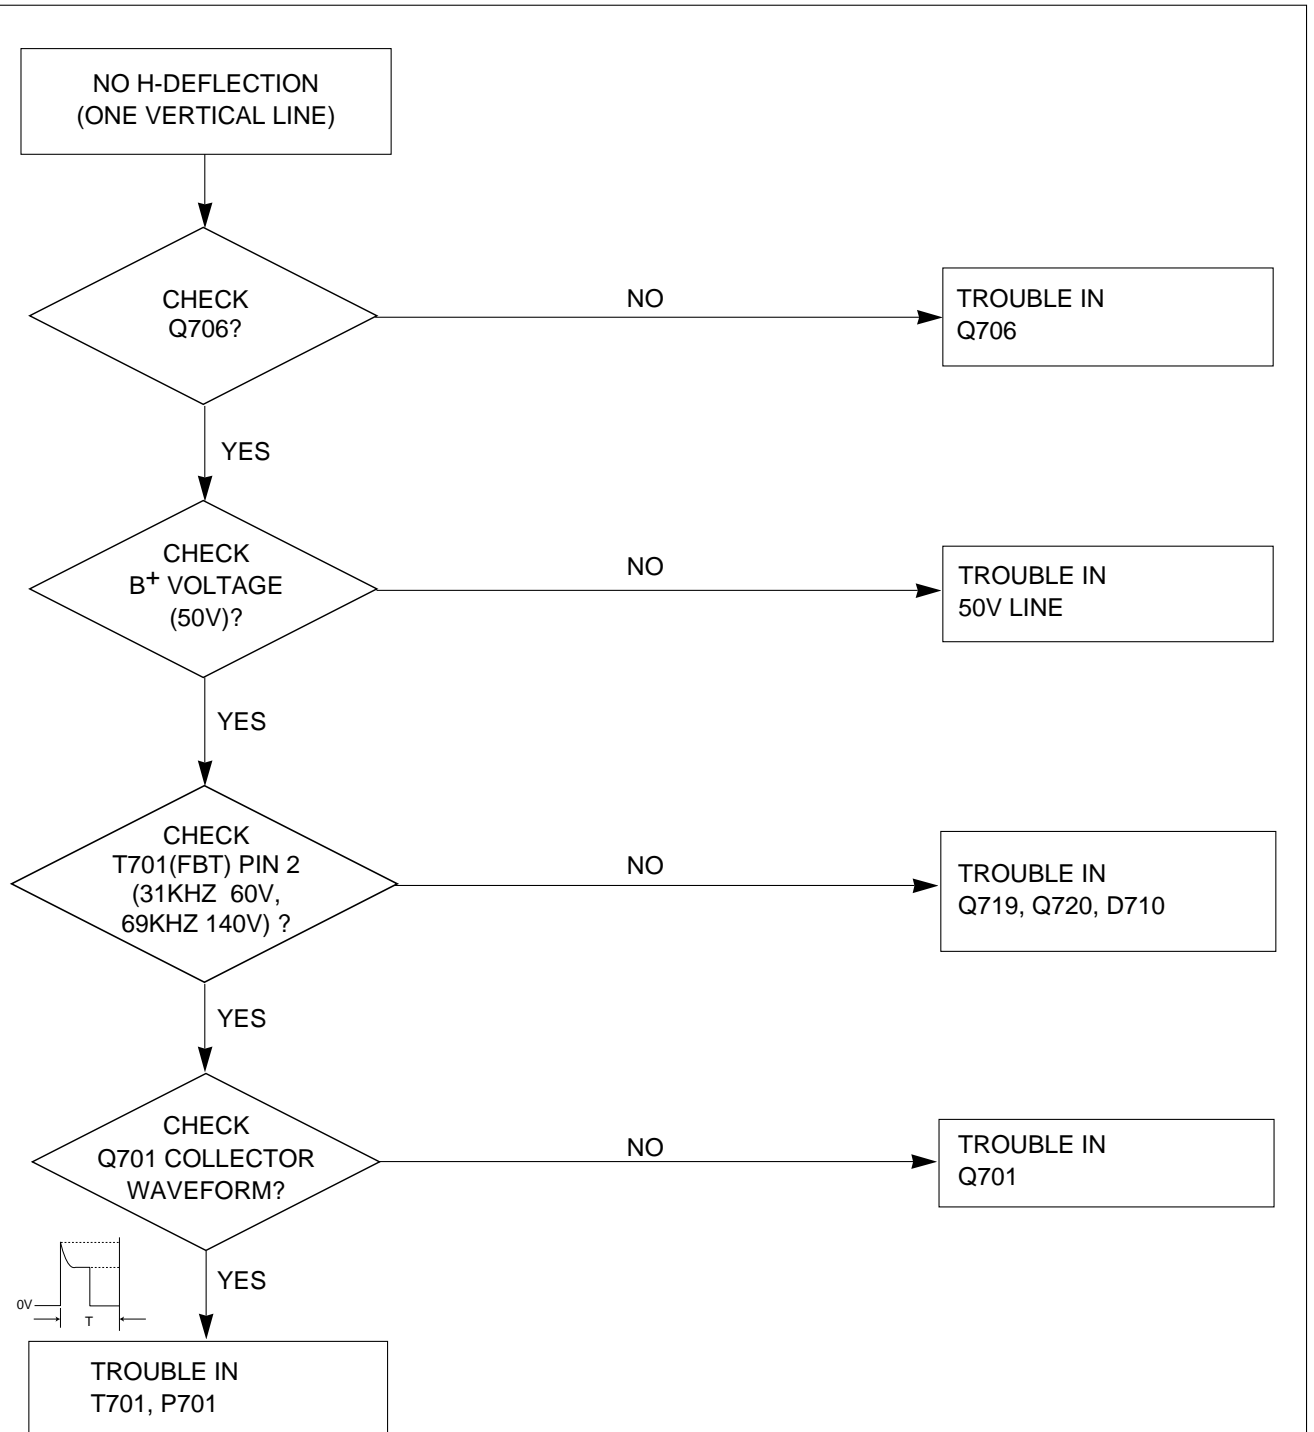 NO H-DEFLECTION
(ONE VERTICAL LINE)
CHECK
Q706?
NO
TROUBLE IN
Q706
YES
CHECK
B+ VOLTAGE
(50V)?
NO
TROUBLE IN
50V LINE
YES
CHECK
T701(FBT) PIN 2
(31KHZ 60V,
69KHZ 140V) ?
NO
TROUBLE IN
Q719, Q720, D710
YES
CHECK
Q701 COLLECTOR
WAVEFORM?
NO
TROUBLE IN
Q701
YES
0V
T
TROUBLE IN
T701, P701